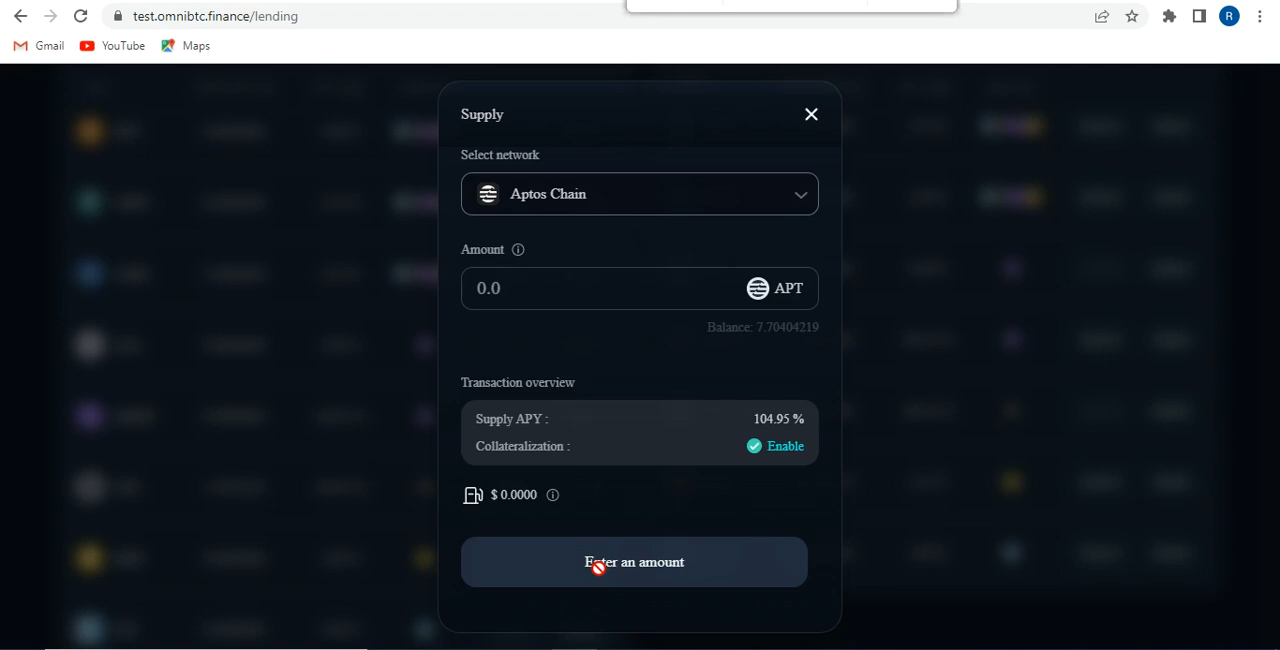 test.omnibtc.finance/lending
R
Gmail YouTube Maps
Supply
Select network
Aptos Chain
Amount
0.0 APT
Balance: 7.70404219
Transaction overview
Supply APY : 104.95 %
Collateralization : Enable
$ 0.0000
Enter an amount